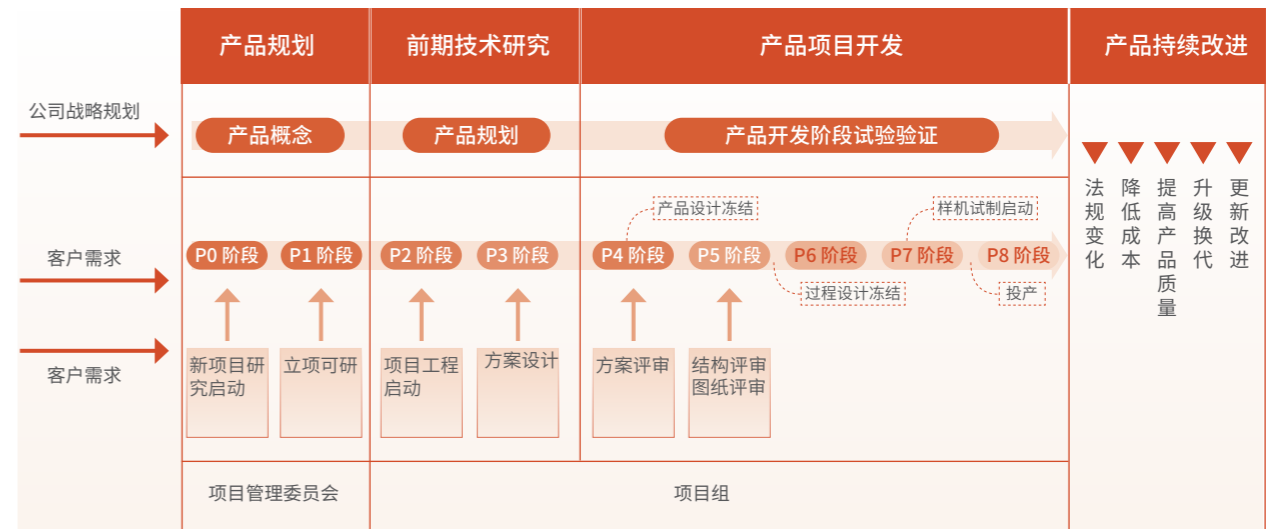 产品规划
前期技术研究
产品项目开发
产品持续改进
公司战略规划
产品概念
产品规划
产品开发阶段试验验证
产品设计冻结
样机试制启动
客户需求
P0 阶段
P1 阶段
P2 阶段
P3 阶段
P4 阶段
P5 阶段
P6 阶段
P7 阶段
P8 阶段
过程设计冻结
投产
客户需求
新项目研
究启动
立项可研
项目工程
启动
方案设计
方案评审
结构评审
图纸评审
法规变化
降低成本
提高产品质量
升级换代
更新改进
项目管理委员会
项目组